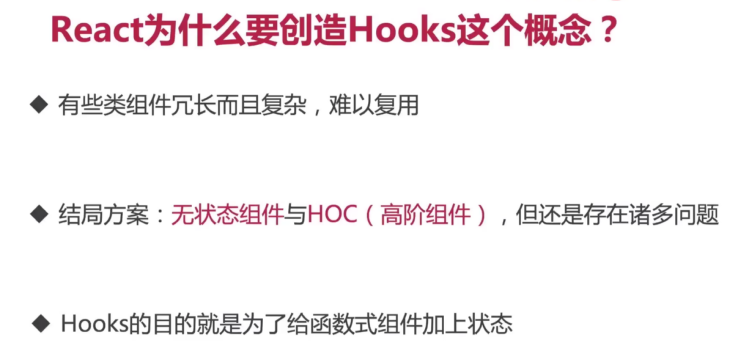 React为什么要创造Hooks这个概念？
◆ 有些类组件冗长而且复杂，难以复用
◆ 结局方案：无状态组件与HOC（高阶组件），但还是存在诸多问题
◆ Hooks的目的就是为了给函数式组件加上状态